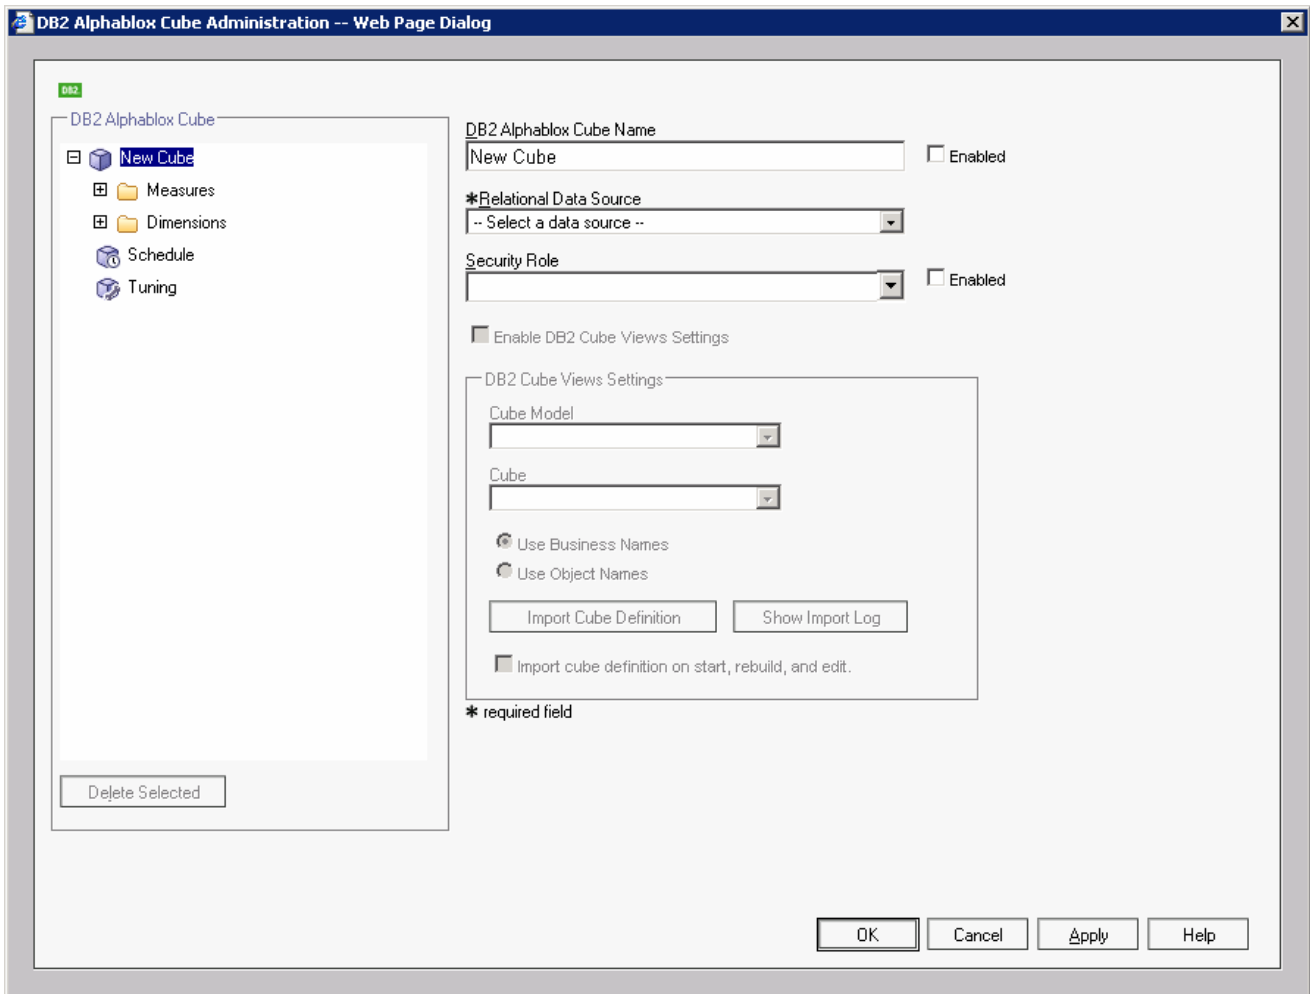 DB2 Alphablox Cube Administration -- Web Page Dialog
DB2
DB2 Alphablox Cube
New Cube
Measures
Dimensions
Schedule
Tuning
Delete Selected
DB2 Alphablox Cube Name
New Cube
Enabled
*Relational Data Source
-- Select a data source --
Security Role
Enabled
Enable DB2 Cube Views Settings
DB2 Cube Views Settings
Cube Model
Cube
Use Business Names
Use Object Names
Import Cube Definition
Show Import Log
Import cube definition on start, rebuild, and edit.
* required field
OK
Cancel
Apply
Help